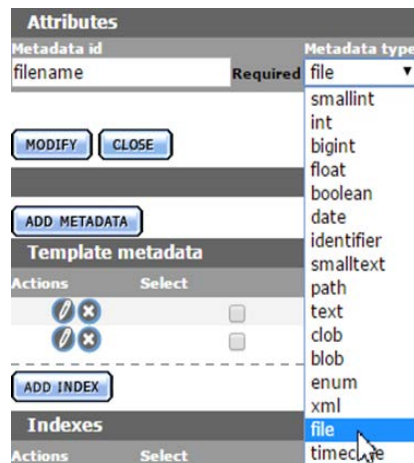 Attributes
Metadata id Metadata type
filename Required file
smallint
int
MODIFY CLOSE bigint
float
boolean
ADD METADATA date
identifier
Template metadata smalltext
Actions Select path
text
clob
blob
ADD INDEX enum
xml
Indexes file
Actions Select